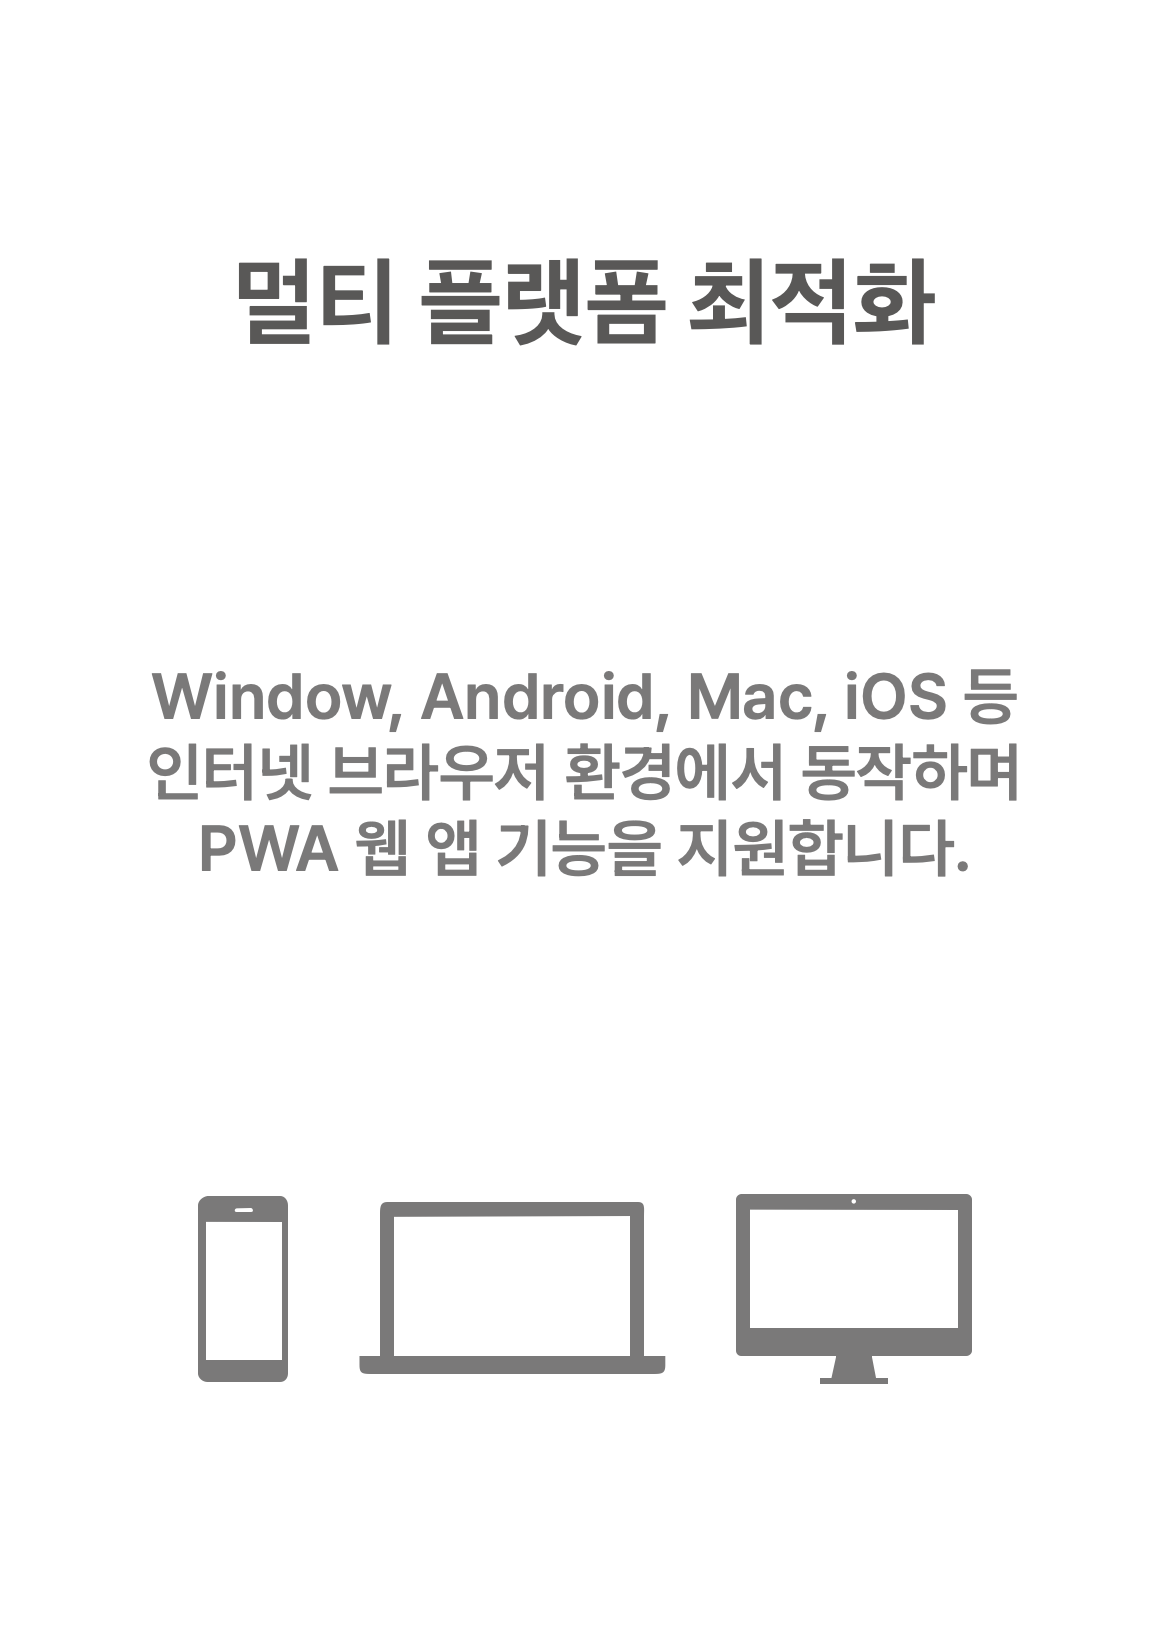 멀티 플랫폼 최적화
Window, Android, Mac, iOS 등
인터넷 브라우저 환경에서 동작하며
PWA 웹 앱 기능을 지원합니다.